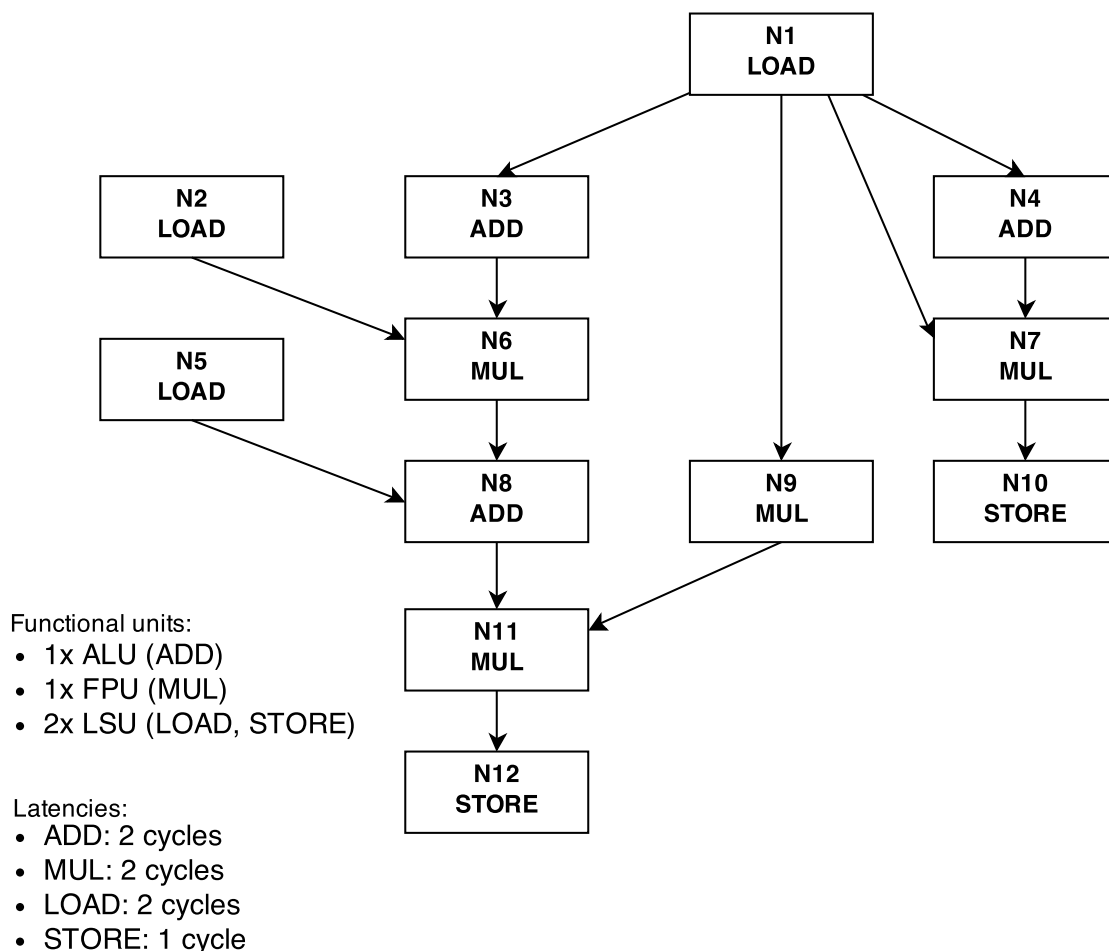 N1
LOAD
N2
LOAD
N3
ADD
N4
ADD
N5
LOAD
N6
MUL
N7
MUL
N8
ADD
N9
MUL
N10
STORE
N11
MUL
N12
STORE
Functional units:
• 1x ALU (ADD)
• 1x FPU (MUL)
• 2x LSU (LOAD, STORE)
Latencies:
• ADD: 2 cycles
• MUL: 2 cycles
• LOAD: 2 cycles
• STORE: 1 cycle